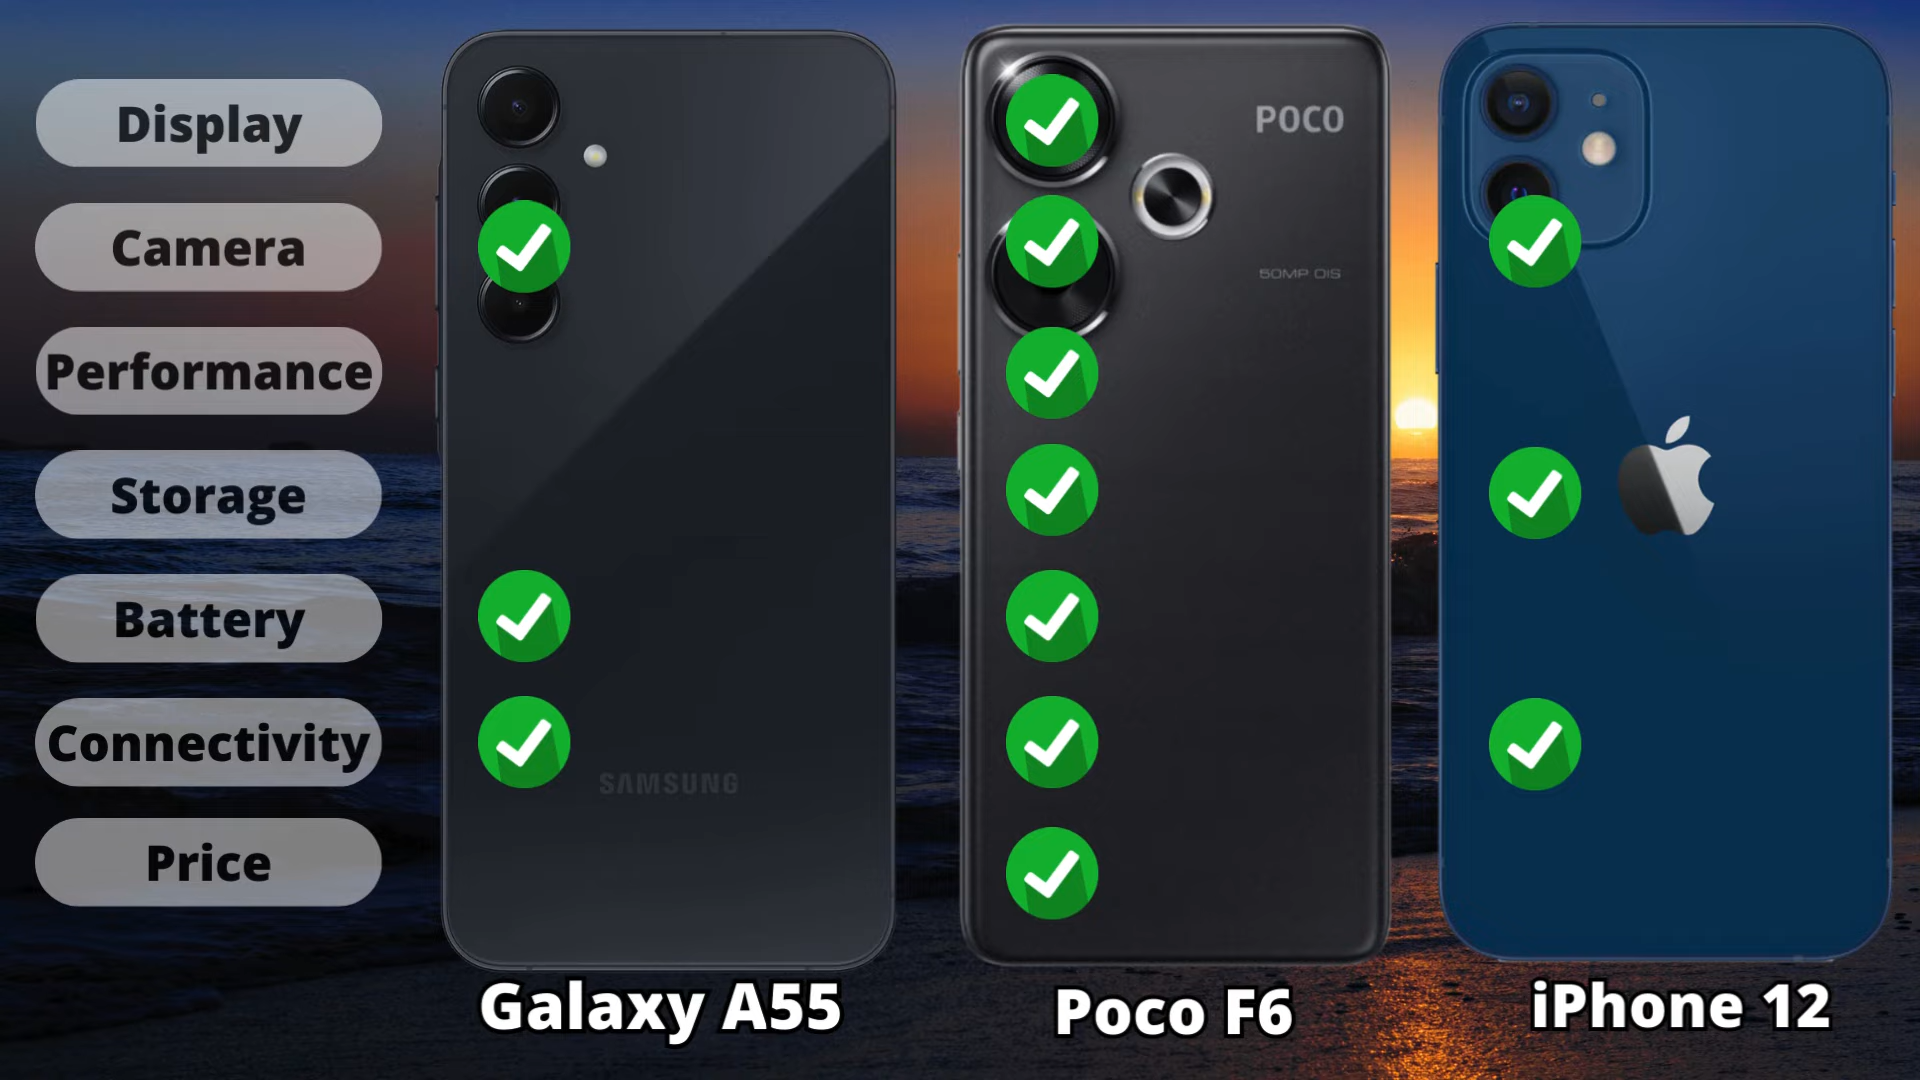 Display
Camera
Performance
Storage
Battery
Connectivity
Price
SAMSUNG
POCO
50MP OIS
Galaxy A55
Poco F6
iPhone 12